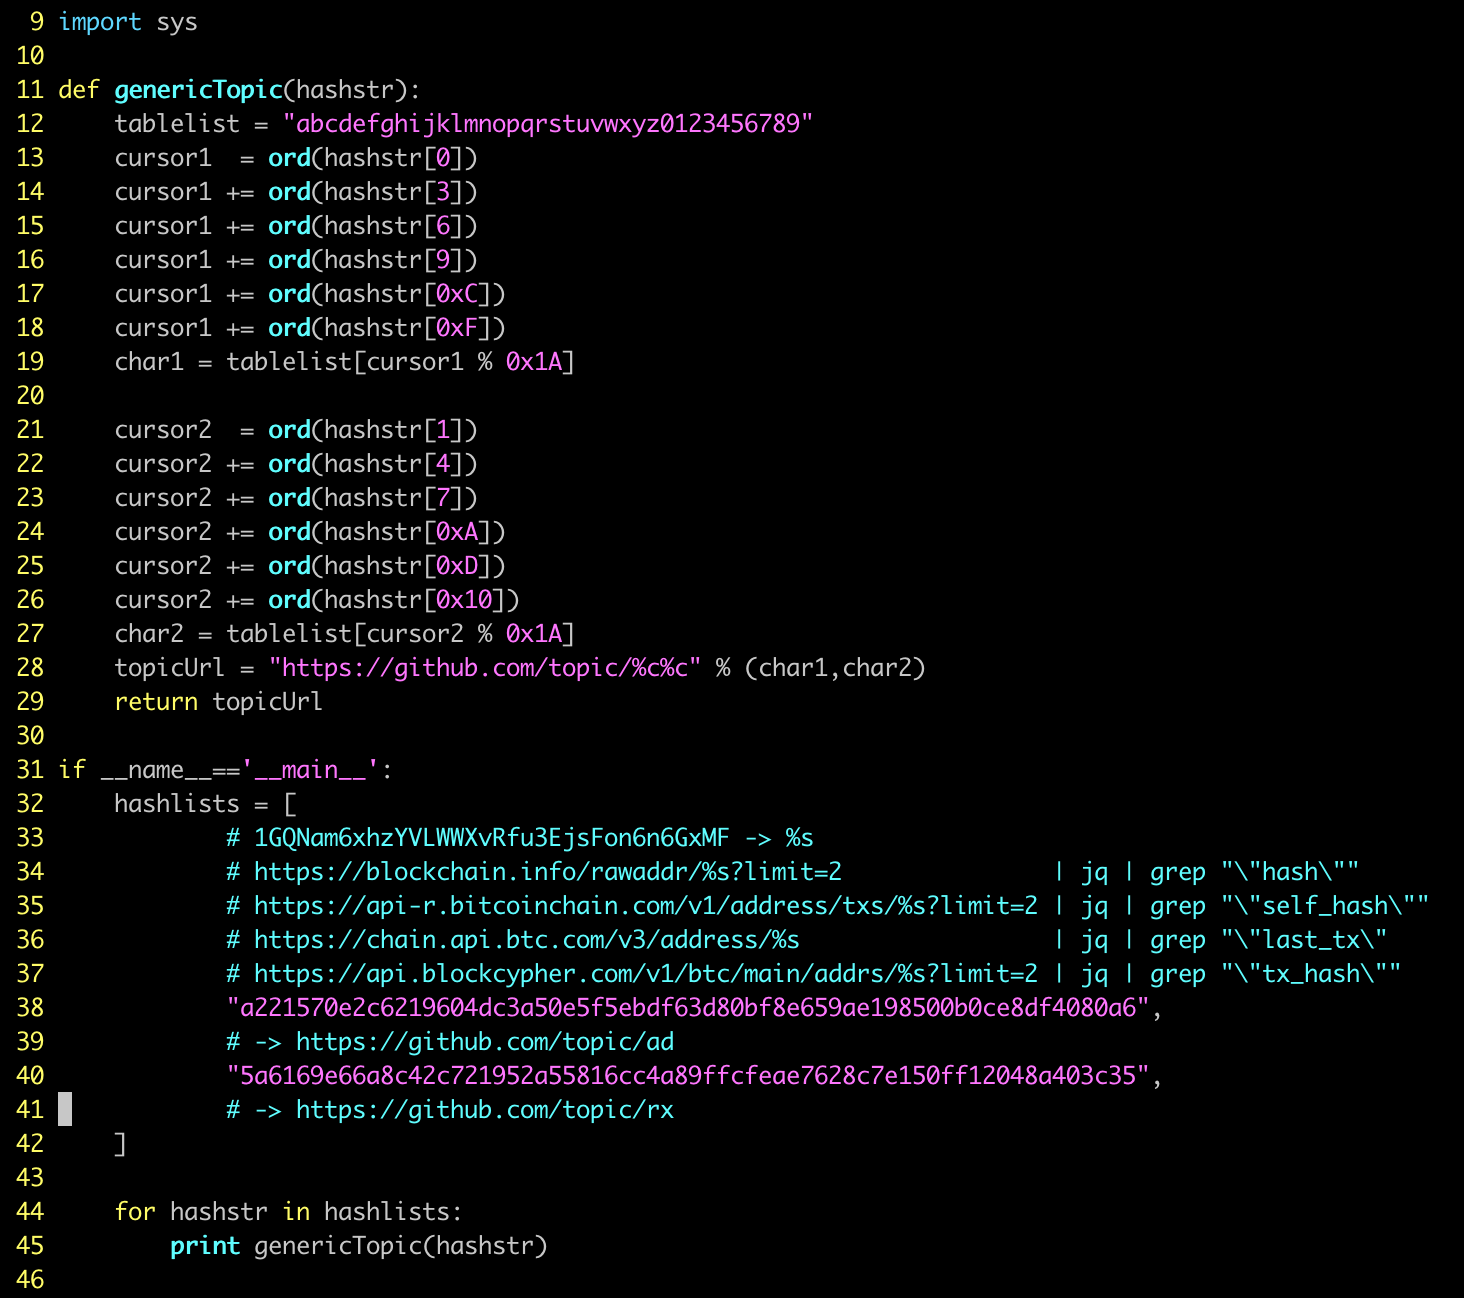 9 import sys
10
11 def genericTopic(hashstr):
12     tablelist = "abcdefghijklmnopqrstuvwxyz0123456789"
13     cursor1  = ord(hashstr[0])
14     cursor1 += ord(hashstr[3])
15     cursor1 += ord(hashstr[6])
16     cursor1 += ord(hashstr[9])
17     cursor1 += ord(hashstr[0xC])
18     cursor1 += ord(hashstr[0xF])
19     char1 = tablelist[cursor1 % 0x1A]
20
21     cursor2  = ord(hashstr[1])
22     cursor2 += ord(hashstr[4])
23     cursor2 += ord(hashstr[7])
24     cursor2 += ord(hashstr[0xA])
25     cursor2 += ord(hashstr[0xD])
26     cursor2 += ord(hashstr[0x10])
27     char2 = tablelist[cursor2 % 0x1A]
28     topicUrl = "https://github.com/topic/%c%c" % (char1,char2)
29     return topicUrl
30
31 if __name__=='__main__':
32     hashlists = [
33             # 1GQNam6xhzYVLWWXvRfu3EjsFon6n6GxMF -> %s
34             # https://blockchain.info/rawaddr/%s?limit=2               | jq | grep "\"hash\""
35             # https://api-r.bitcoinchain.com/v1/address/txs/%s?limit=2 | jq | grep "\"self_hash\""
36             # https://chain.api.btc.com/v3/address/%s                  | jq | grep "\"last_tx\"
37             # https://api.blockcypher.com/v1/btc/main/addrs/%s?limit=2 | jq | grep "\"tx_hash\""
38             "a221570e2c6219604dc3a50e5f5ebdf63d80bf8e659ae198500b0ce8df4080a6",
39             # -> https://github.com/topic/ad
40             "5a6169e66a8c42c721952a55816cc4a89ffcfeae7628c7e150ff12048a403c35",
41             # -> https://github.com/topic/rx
42     ]
43
44     for hashstr in hashlists:
45         print genericTopic(hashstr)
46